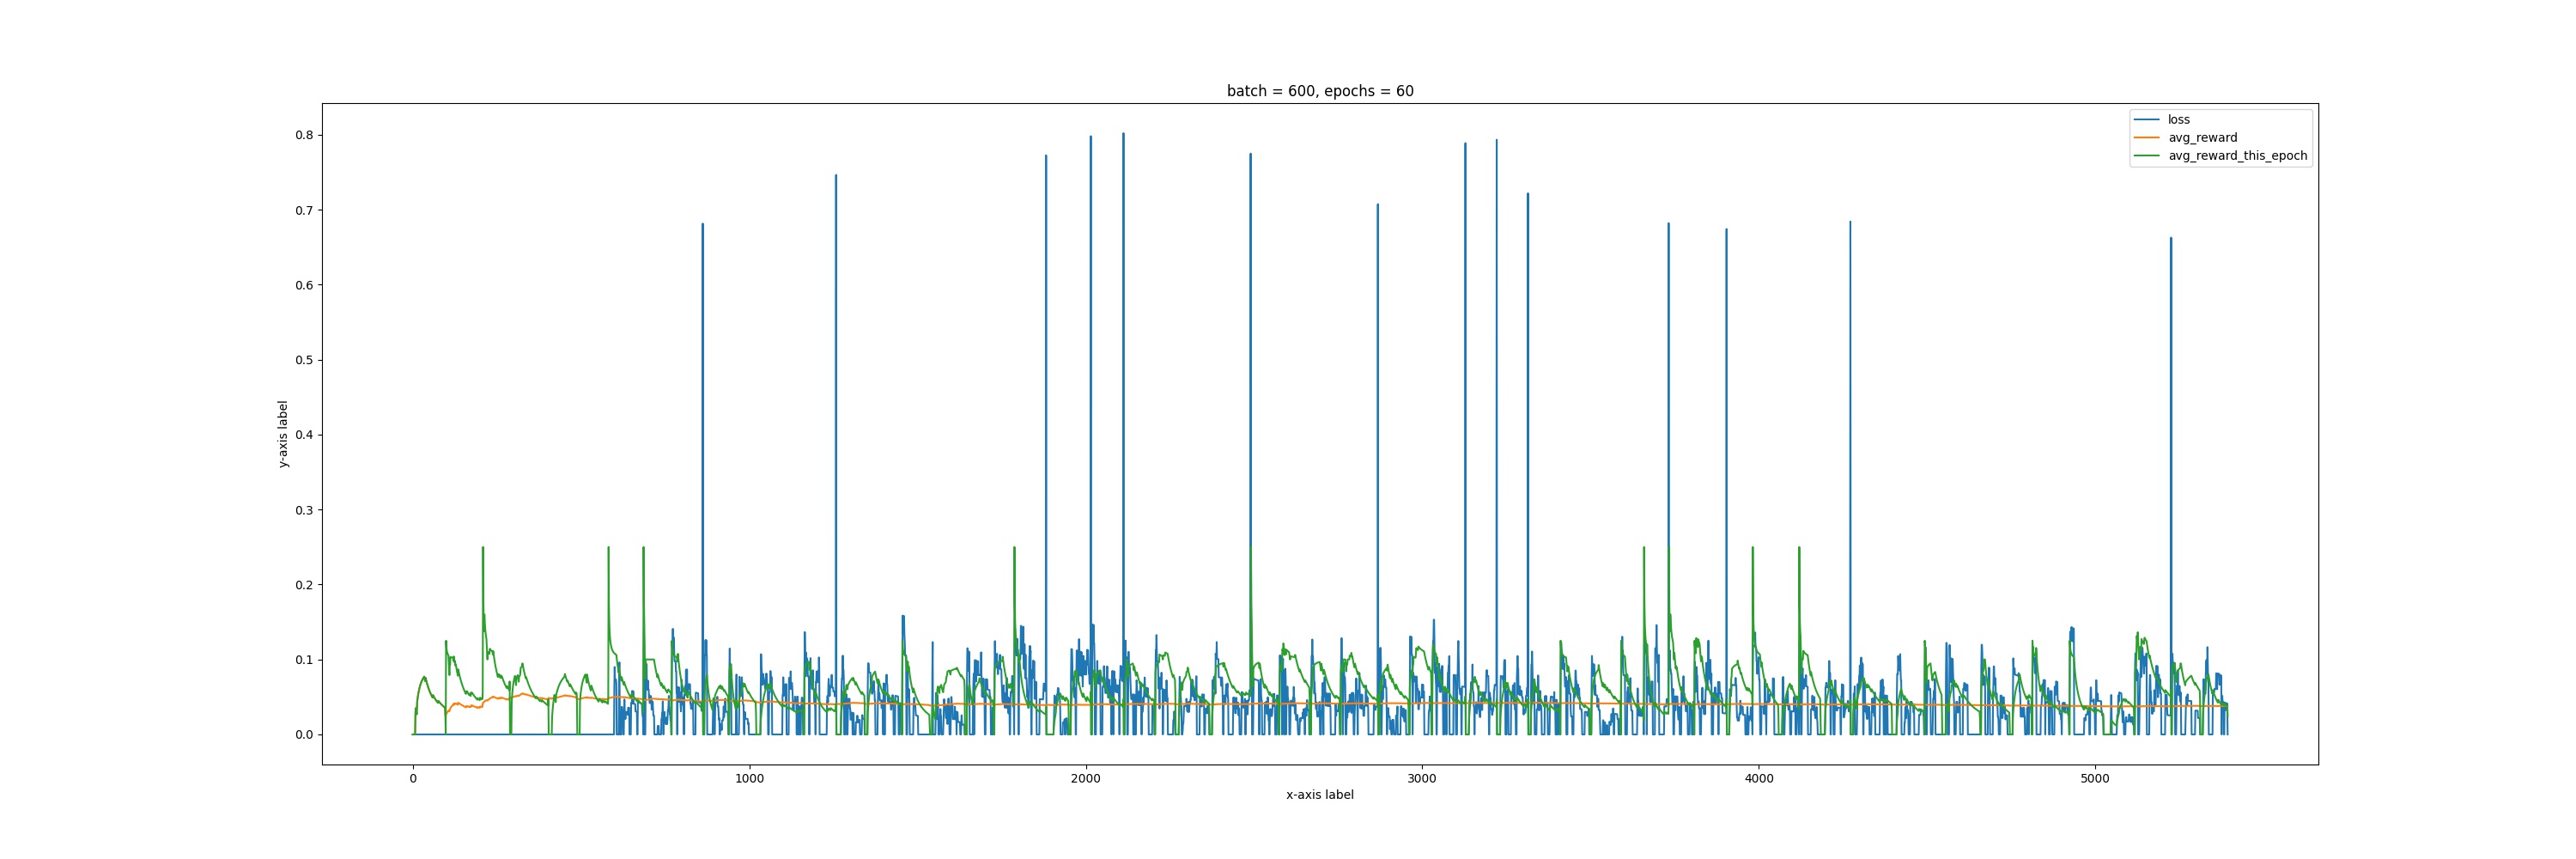 batch = 600, epochs = 60
loss
avg_reward
avg_reward_this_epoch
0.8
0.7
0.6
0.5
0.4
0.3
0.2
0.1
0.0
y-axis label
0 1000 2000 3000 4000 5000
x-axis label